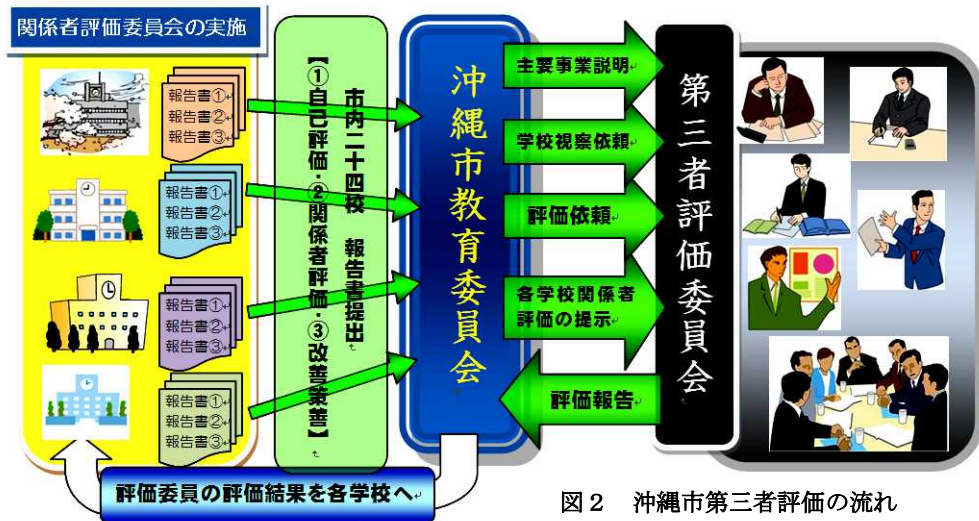 関係者評価委員会の実施
報告書①
報告書②
報告書③
報告書①
報告書②
報告書③
報告書①
報告書②
報告書③
報告書①
報告書②
報告書③
市内二十四校　報告書提出
【①自己評価・②関係者評価・③改善策善】
沖縄市教育委員会
主要事業説明
学校視察依頼
評価依頼
各学校関係者
評価の提示
評価報告
第三者評価委員会
評価委員の評価結果を各学校へ
図２　沖縄市第三者評価の流れ